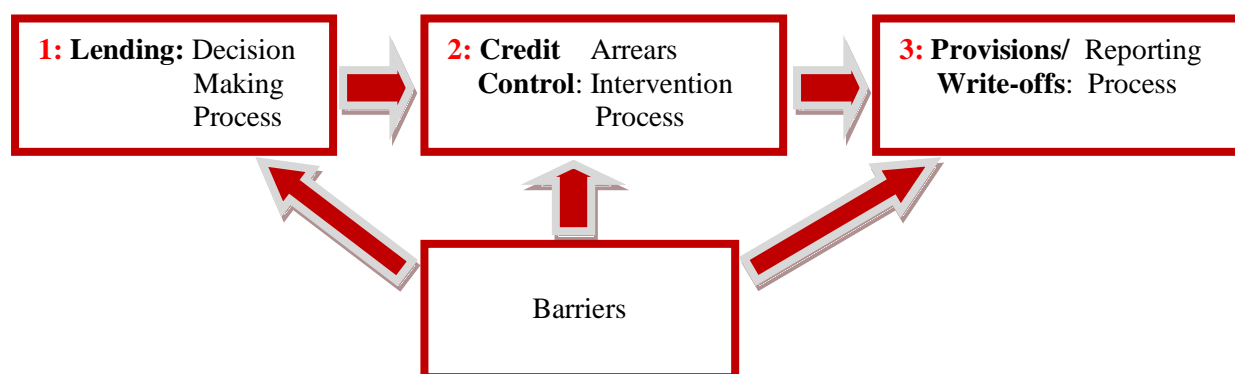 1: Lending: Decision
Making
Process
2: Credit Arrears
Control: Intervention
Process
3: Provisions/ Reporting
Write-offs: Process
Barriers